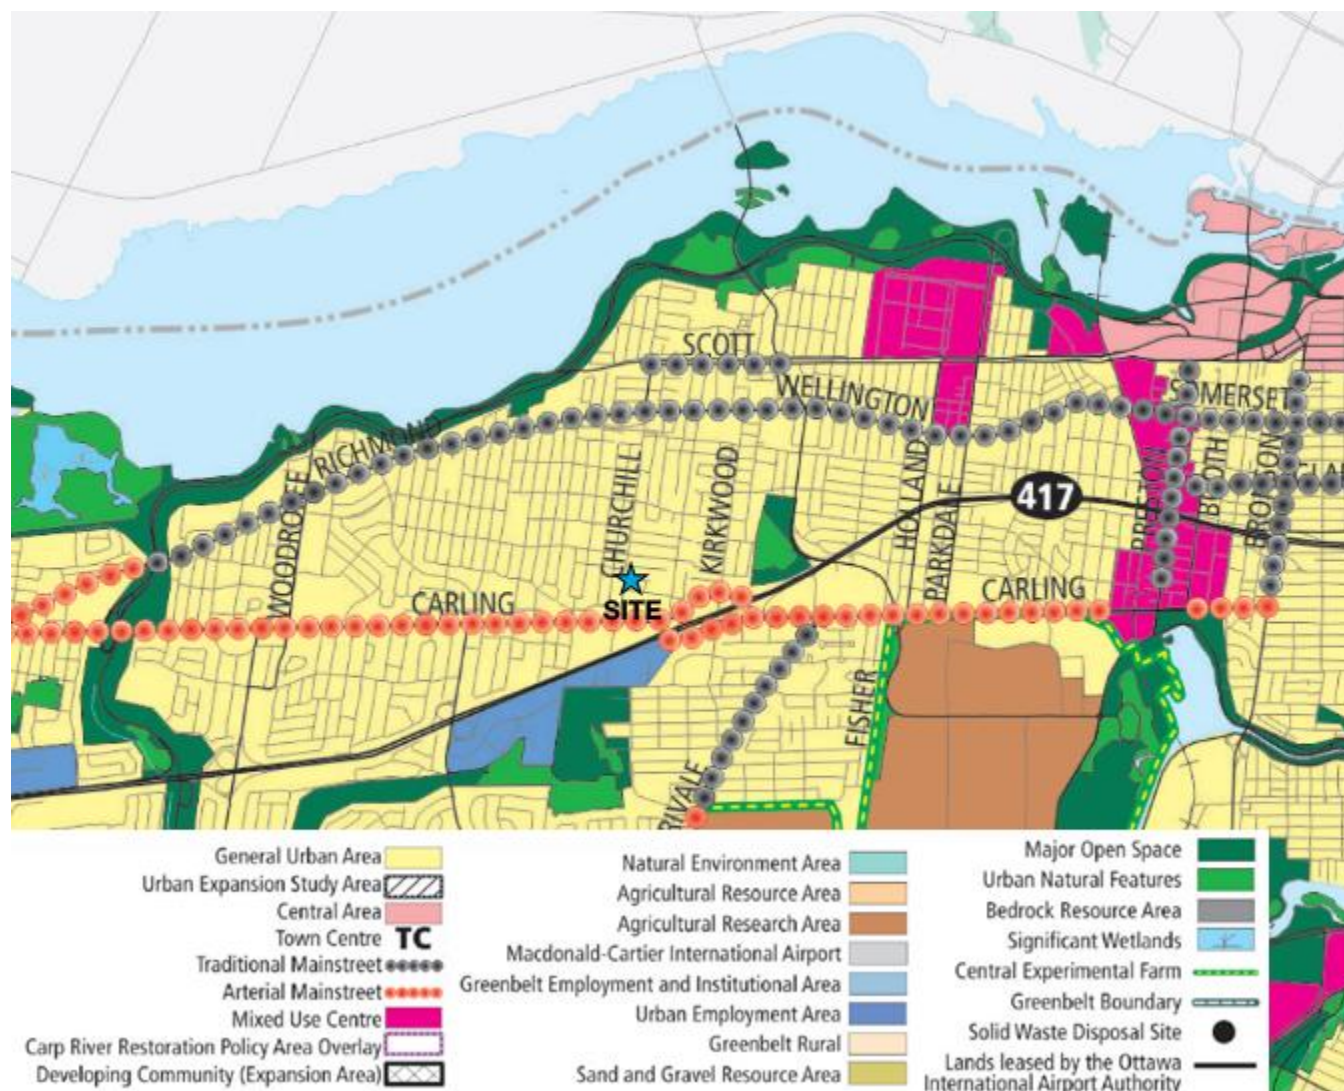 SCOTT
WELLINGTON
SOMERSET
RICHMOND
WOODROFFE
CHURCHILL
KIRKWOOD
HOLLAND
PARKDALE
417
PRESTON
BOOTH
BRONSON
SITE
CARLING
CARLING
FISHER
General Urban Area
Urban Expansion Study Area
Central Area
Town Centre TC
Traditional Mainstreet
Arterial Mainstreet
Mixed Use Centre
Carp River Restoration Policy Area Overlay
Developing Community (Expansion Area)
Natural Environment Area
Agricultural Resource Area
Agricultural Research Area
Macdonald-Cartier International Airport
Greenbelt Employment and Institutional Area
Urban Employment Area
Greenbelt Rural
Sand and Gravel Resource Area
Major Open Space
Urban Natural Features
Bedrock Resource Area
Significant Wetlands
Central Experimental Farm
Greenbelt Boundary
Solid Waste Disposal Site
Lands leased by the Ottawa
International Airport Authority